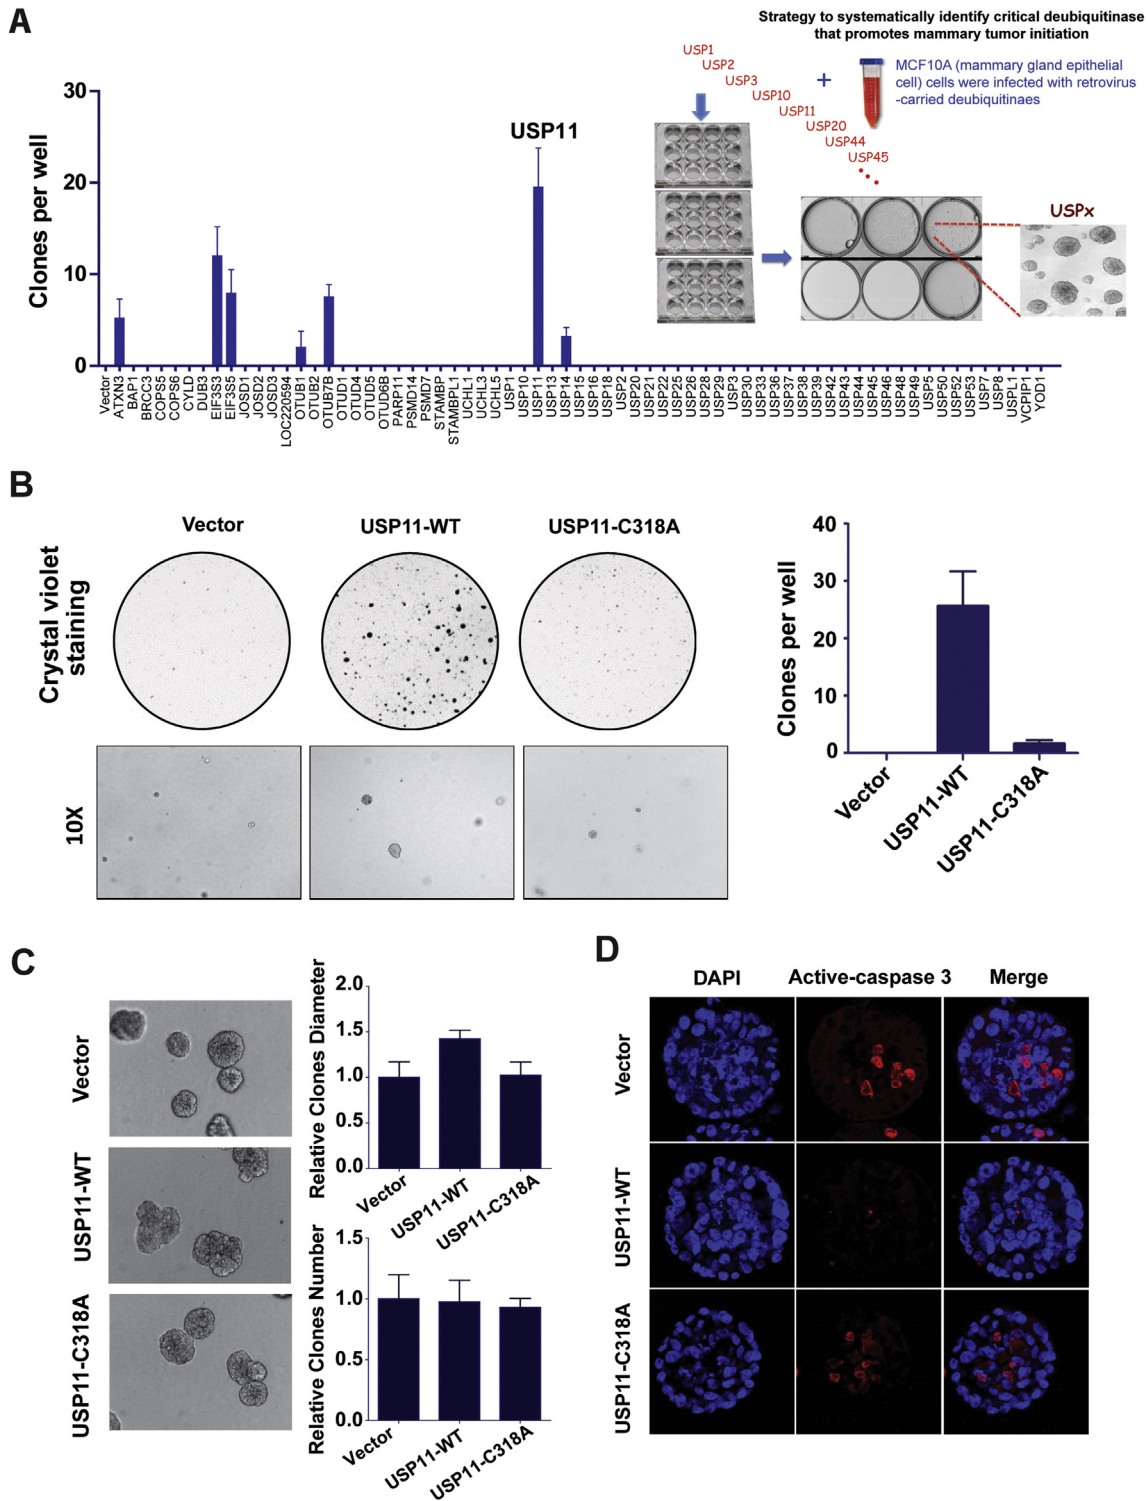 A
Strategy to systematically identify critical deubiquitinase
that promotes mammary tumor initiation
USP1
USP2
USP3
USP10
USP11
USP20
USP44
USP45
+
MCF10A (mammary gland epithelial
cell) cells were infected with retrovirus
-carried deubiquitinaes
USPx
Clones per well
30
20
10
0
USP11
Vector
ATXN3
BAP1
BRCC3
COPS5
COPS6
CYLD
DUB3
EIF3S3
EIF3S5
JOSD1
JOSD2
JOSD3
LOC220594
OTUB1
OTUB2
OTUB7B
OTUD1
OTUD4
OTUD5
OTUD6B
PARP11
PSMD14
PSMD7
STAMBP
STAMBPL1
UCHL1
UCHL3
UCHL5
USP1
USP10
USP11
USP13
USP14
USP15
USP16
USP18
USP2
USP20
USP21
USP22
USP25
USP26
USP28
USP29
USP3
USP30
USP33
USP36
USP37
USP38
USP39
USP42
USP43
USP44
USP45
USP46
USP48
USP49
USP5
USP50
USP52
USP53
USP7
USP8
USPL1
VCPIP1
YOD1
B
Vector
USP11-WT
USP11-C318A
Crystal violet
staining
10X
Clones per well
40
30
20
10
0
Vector
USP11-WT
USP11-C318A
C
Vector
USP11-WT
USP11-C318A
Relative Clones Diameter
2.0
1.5
1.0
0.5
0.0
Vector
USP11-WT
USP11-C318A
Relative Clones Number
1.5
1.0
0.5
0.0
Vector
USP11-WT
USP11-C318A
D
DAPI
Active-caspase 3
Merge
Vector
USP11-WT
USP11-C318A